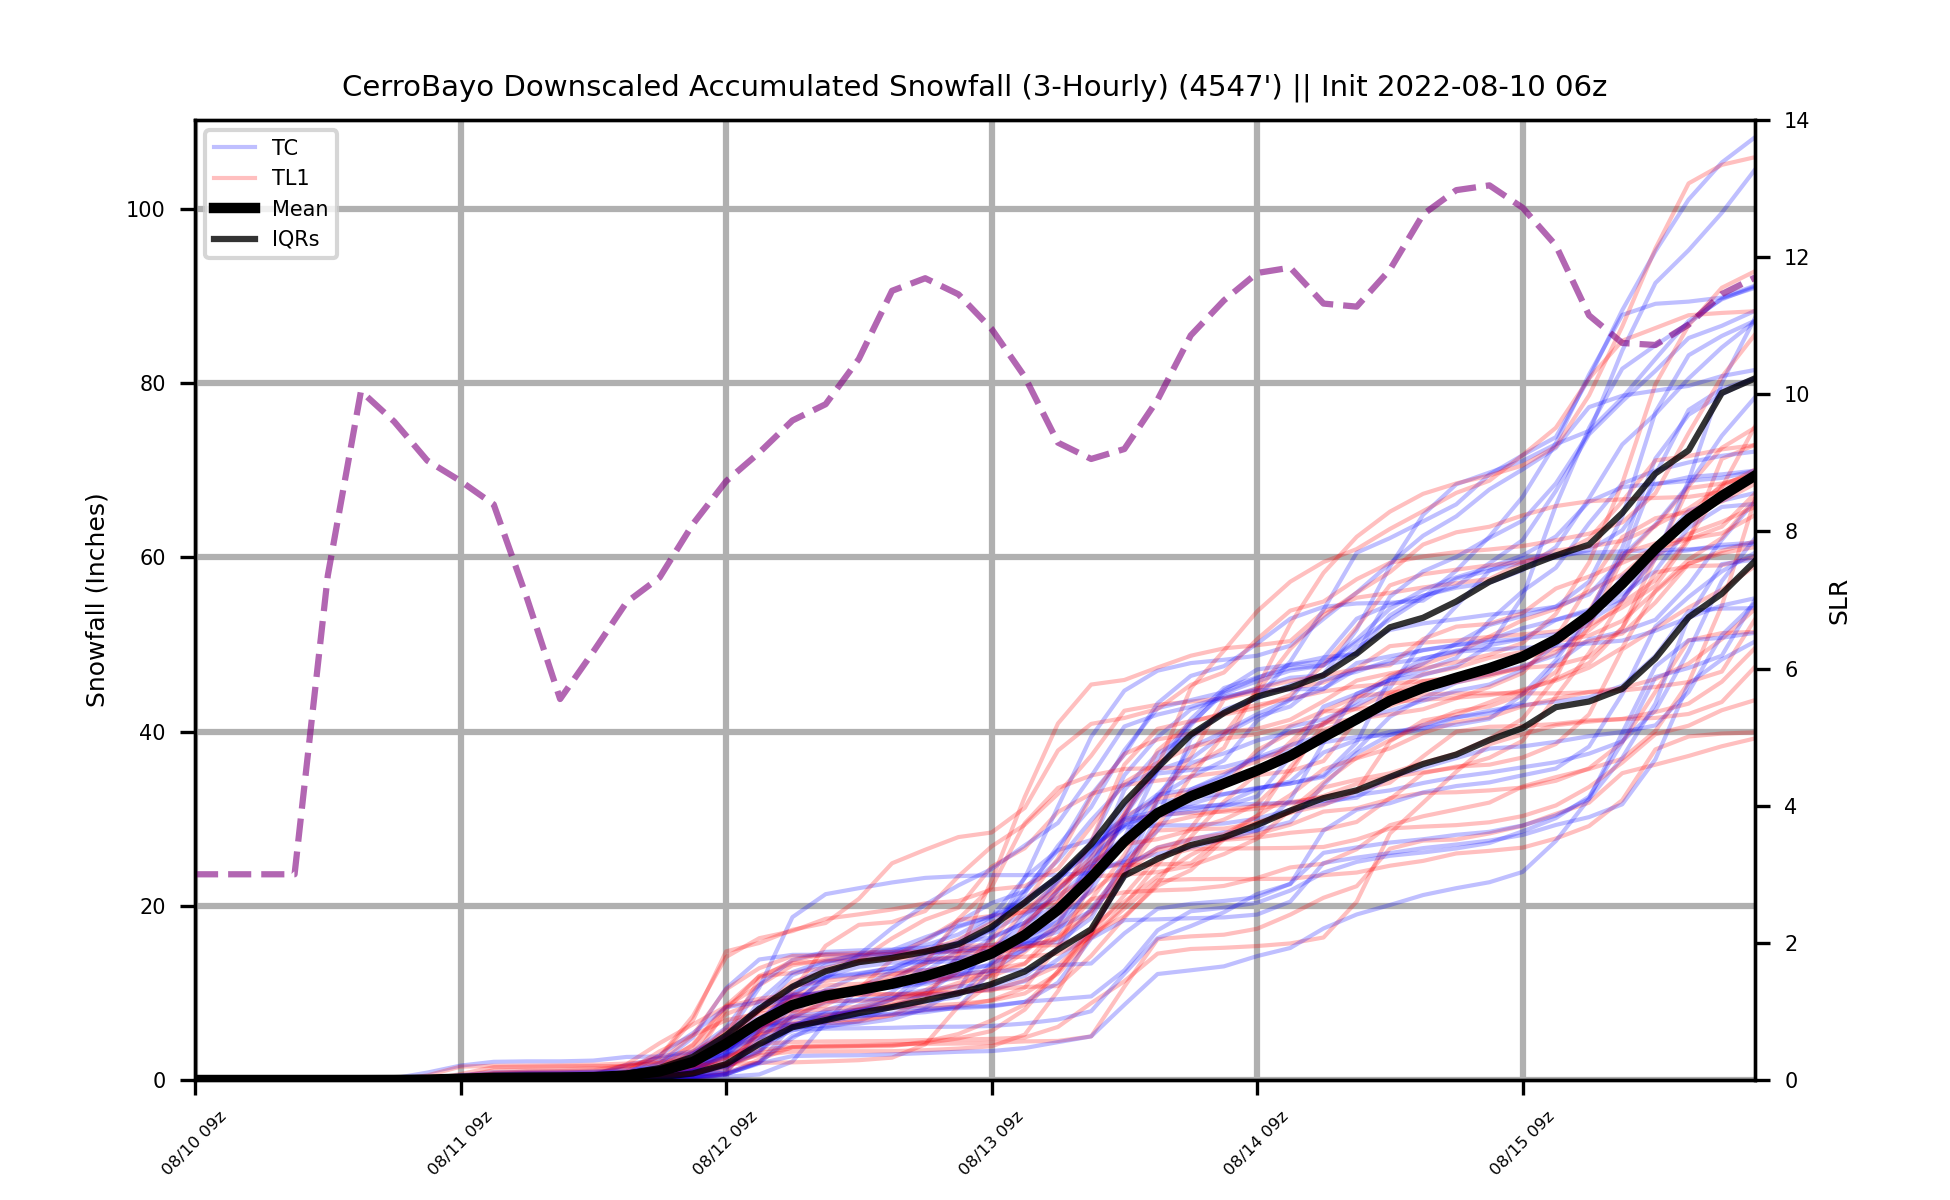 CerroBayo Downscaled Accumulated Snowfall (3-Hourly) (4547') || Init 2022-08-10 06z
TC
TL1
Mean
IQRs
Snowfall (Inches)
100
80
60
40
20
0
14
12
10
8
6
4
2
0
SLR
08/10 09z
08/11 09z
08/12 09z
08/13 09z
08/14 09z
08/15 09z